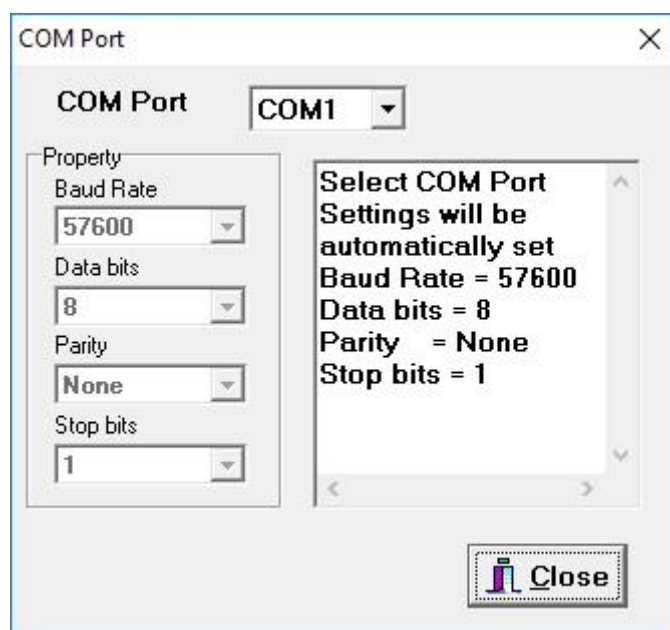 COM Port
COM Port
COM1
Property
Baud Rate
57600
Data bits
8
Parity
None
Stop bits
1
Select COM Port
Settings will be
automatically set
Baud Rate = 57600
Data bits = 8
Parity   = None
Stop bits = 1
Close